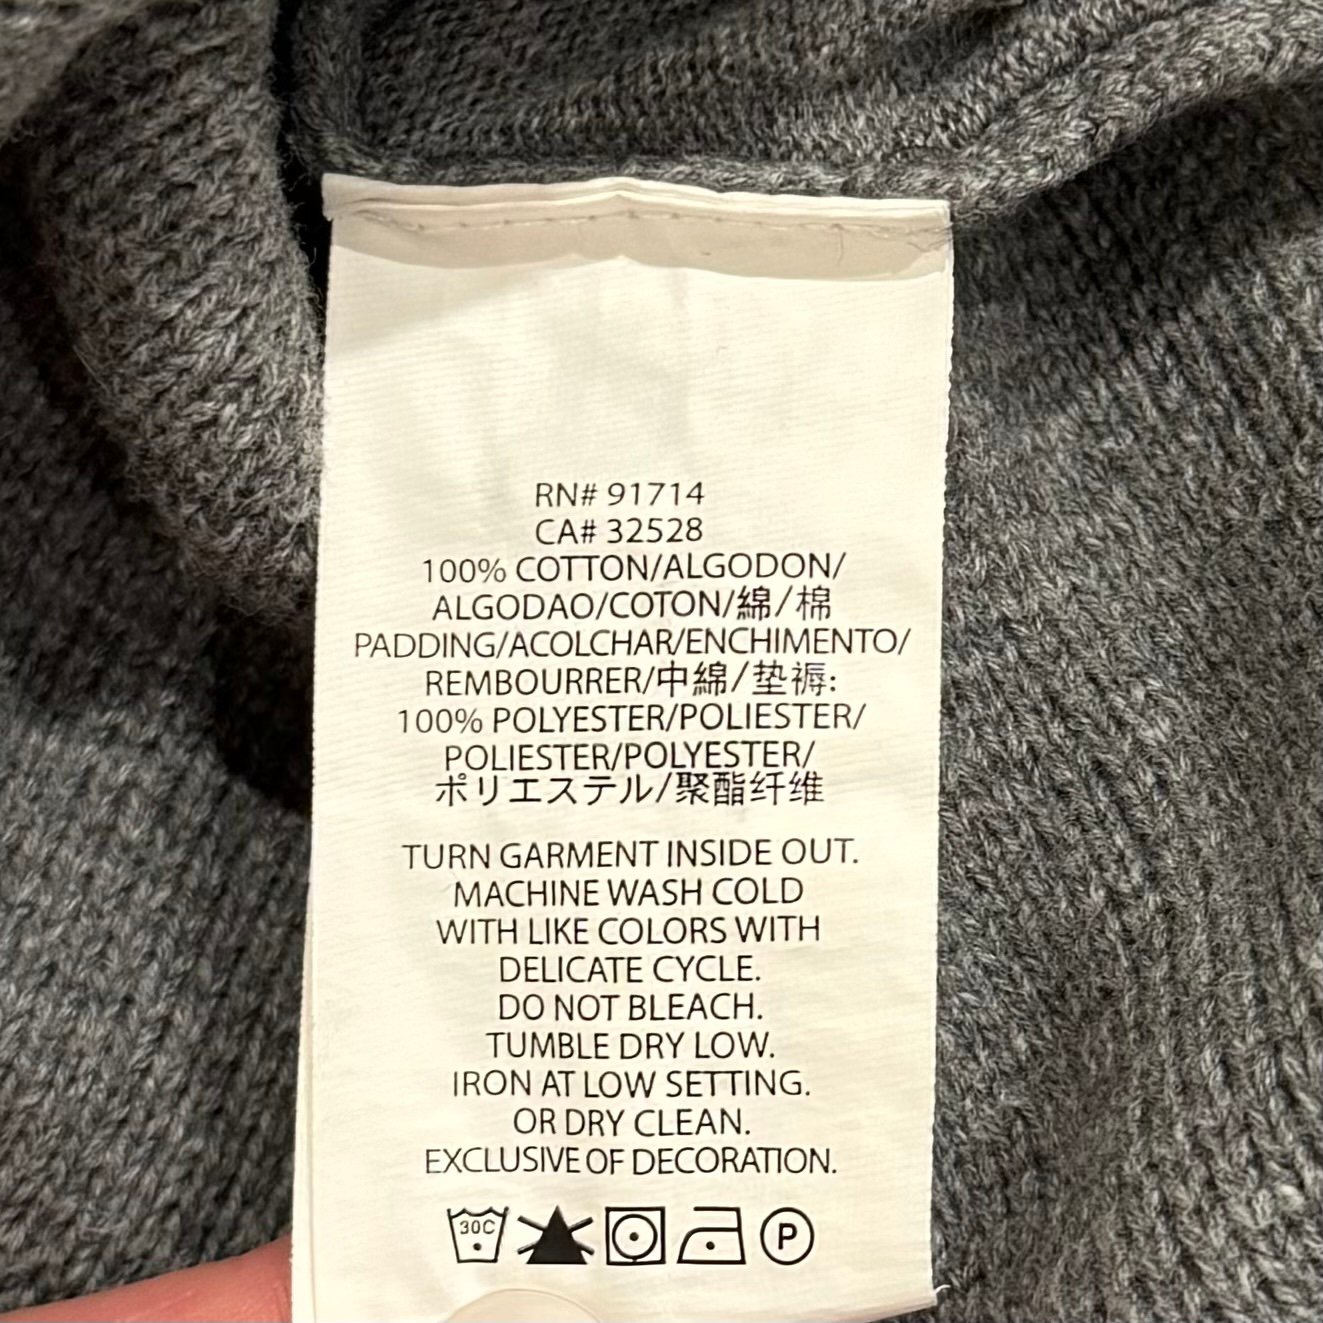 RN# 91714
CA# 32528
100% COTTON/ALGODON/
ALGODAO/COTON/綿/棉
PADDING/ACOLCHAR/ENCHIMENTO/
REMBOURRER/中綿/垫褥:
100% POLYESTER/POLIESTER/
POLIESTER/POLYESTER/
ポリエステル/聚酯纤维
TURN GARMENT INSIDE OUT.
MACHINE WASH COLD
WITH LIKE COLORS WITH
DELICATE CYCLE.
DO NOT BLEACH.
TUMBLE DRY LOW.
IRON AT LOW SETTING.
OR DRY CLEAN.
EXCLUSIVE OF DECORATION.
30C P